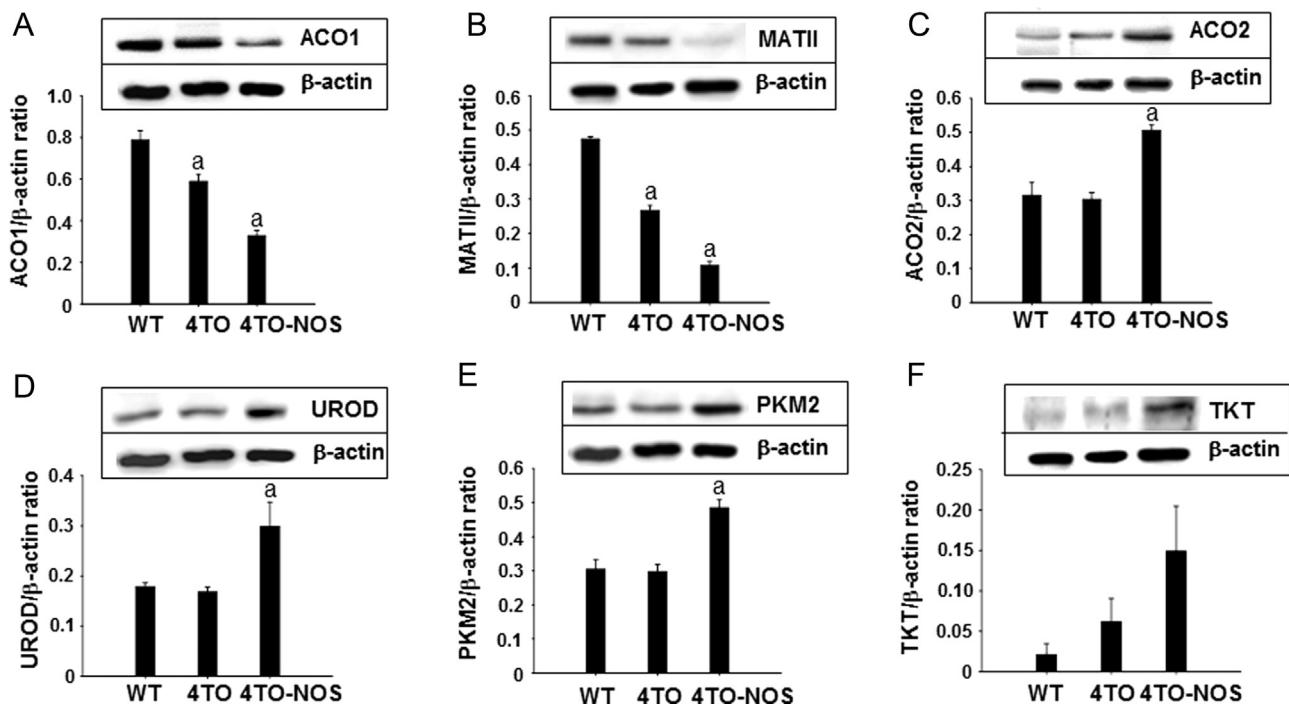 A
ACO1
β-actin
ACO1/β-actin ratio
1.0
0.8
0.6
0.4
0.2
0
a
a
WT 4TO 4TO-NOS
B
MATII
β-actin
MATII/β-actin ratio
0.6
0.5
0.4
0.3
0.2
0.1
0
a
a
WT 4TO 4TO-NOS
C
ACO2
β-actin
ACO2/β-actin ratio
0.6
0.5
0.4
0.3
0.2
0.1
0
a
WT 4TO 4TO-NOS
D
UROD
β-actin
UROD/β-actin ratio
0.4
0.3
0.2
0.1
0
a
WT 4TO 4TO-NOS
E
PKM2
β-actin
PKM2/β-actin ratio
0.6
0.5
0.4
0.3
0.2
0.1
0
a
WT 4TO 4TO-NOS
F
TKT
β-actin
TKT/β-actin ratio
0.25
0.20
0.15
0.10
0.05
0
WT 4TO 4TO-NOS